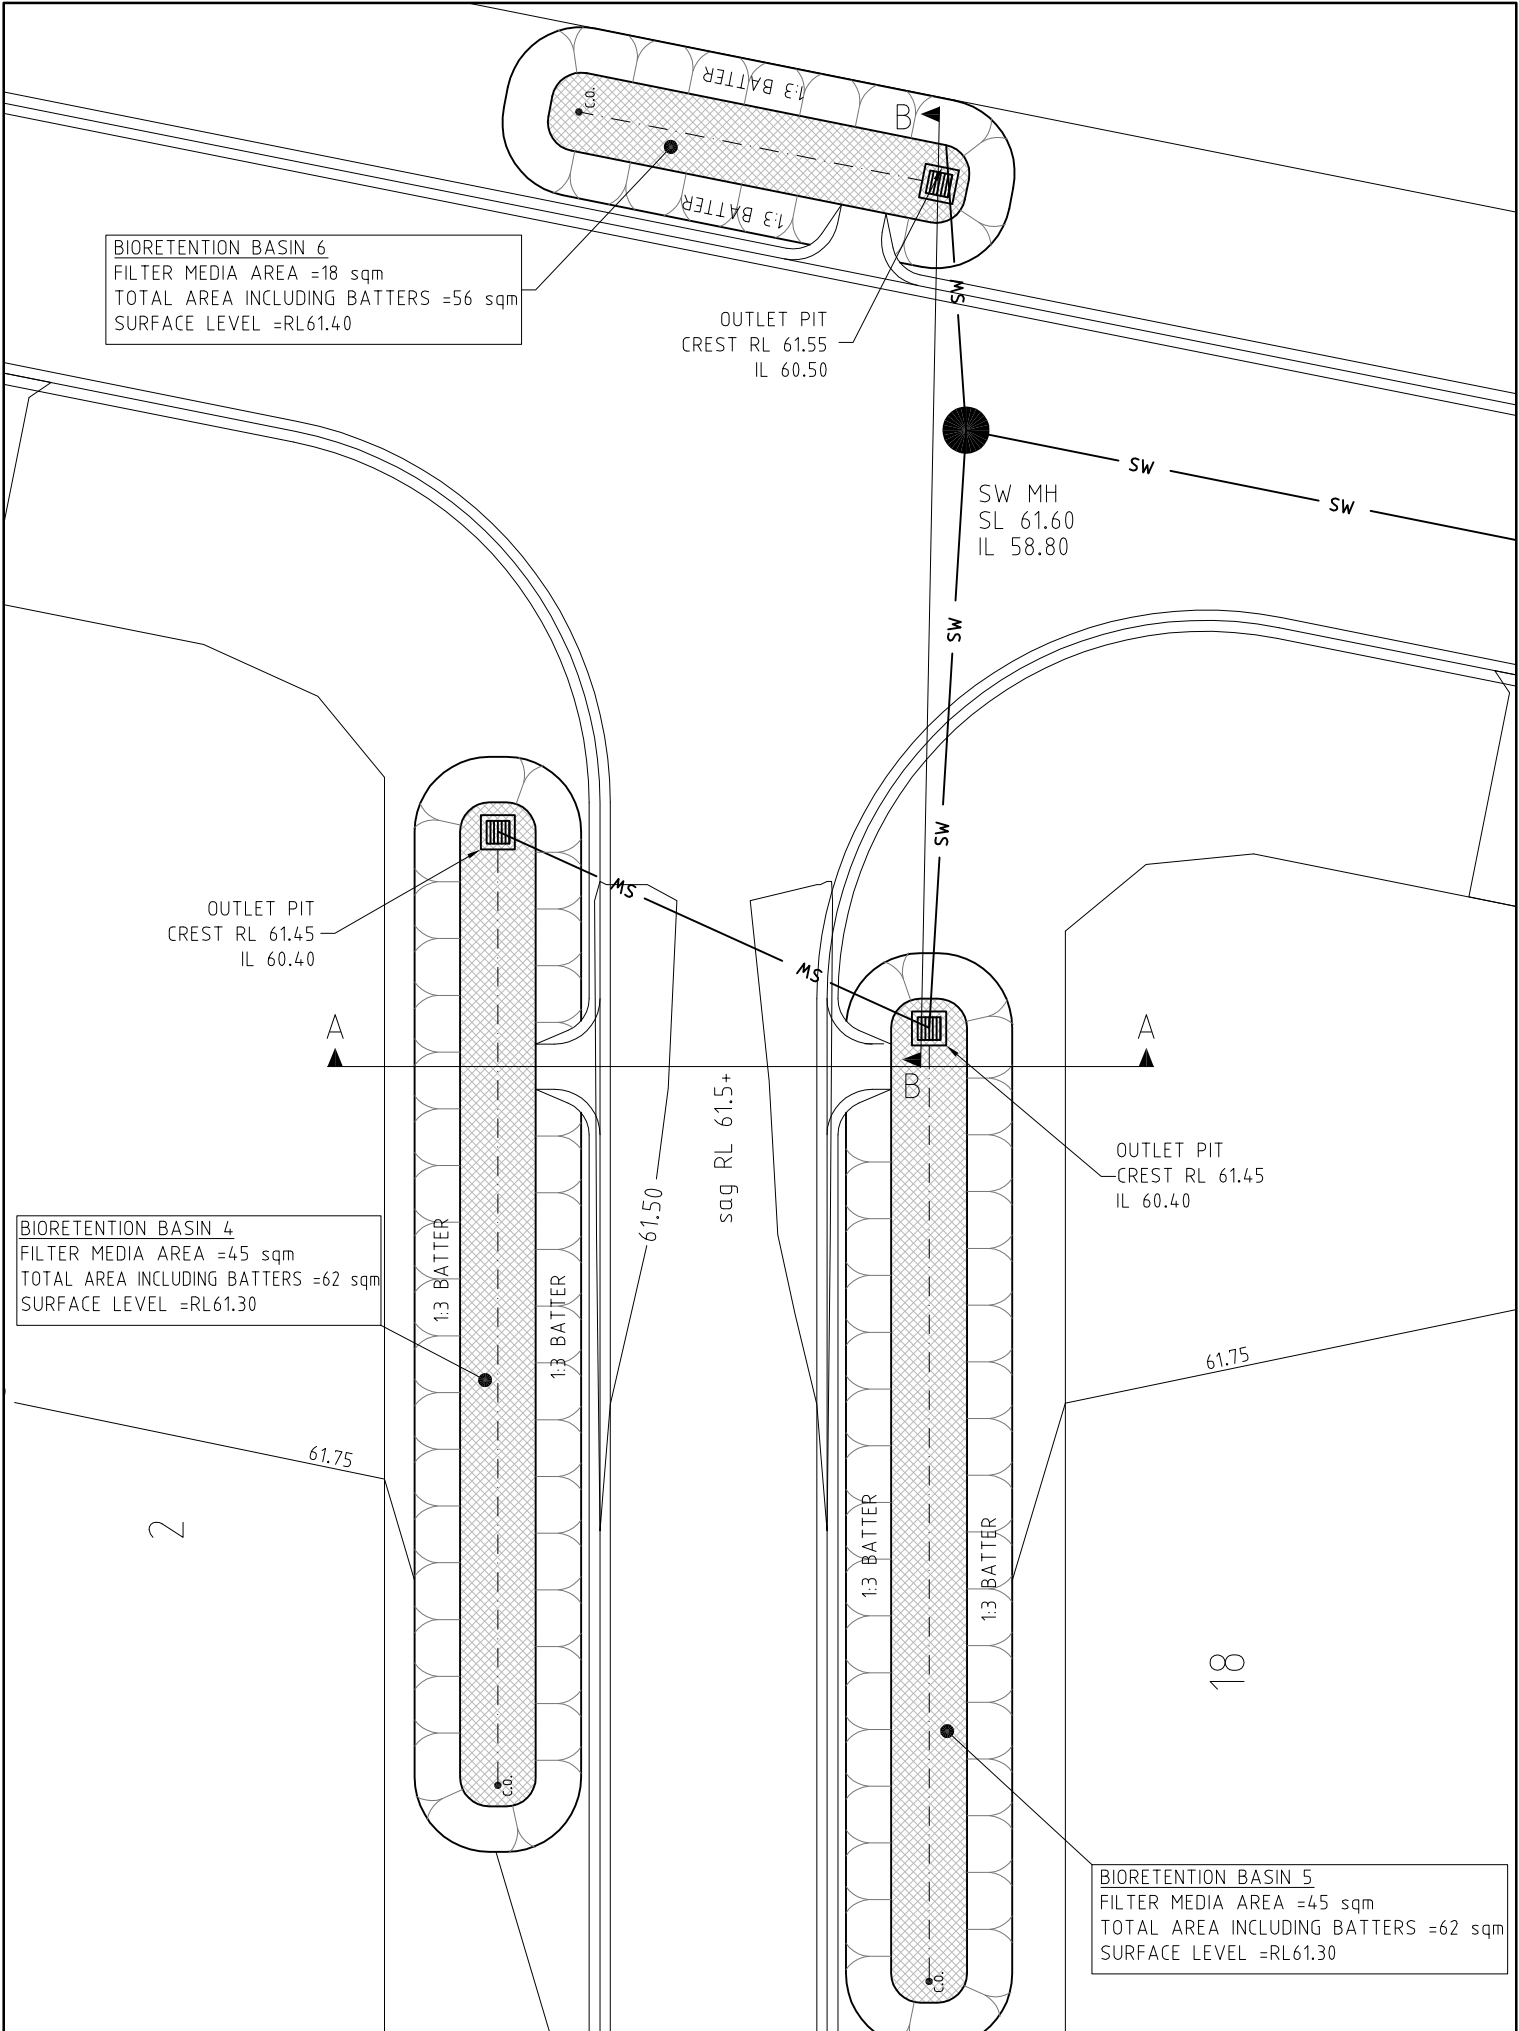 1:3 BATTER
C.O.
B
1:3 BATTER
BIORETENTION BASIN 6
FILTER MEDIA AREA =18 sqm
TOTAL AREA INCLUDING BATTERS =56 sqm
SURFACE LEVEL =RL61.40
SW
OUTLET PIT
CREST RL 61.55
IL 60.50
SW
SW
SW MH
SL 61.60
IL 58.80
SW
SW
SW
OUTLET PIT
CREST RL 61.45
IL 60.40
SW
A
A
B
sag RL 61.5+
OUTLET PIT
CREST RL 61.45
IL 60.40
61.50
BIORETENTION BASIN 4
FILTER MEDIA AREA =45 sqm
TOTAL AREA INCLUDING BATTERS =62 sqm
SURFACE LEVEL =RL61.30
1:3 BATTER
1:3 BATTER
61.75
61.75
2
1:3 BATTER
1:3 BATTER
18
C.O.
BIORETENTION BASIN 5
FILTER MEDIA AREA =45 sqm
TOTAL AREA INCLUDING BATTERS =62 sqm
SURFACE LEVEL =RL61.30
C.O.